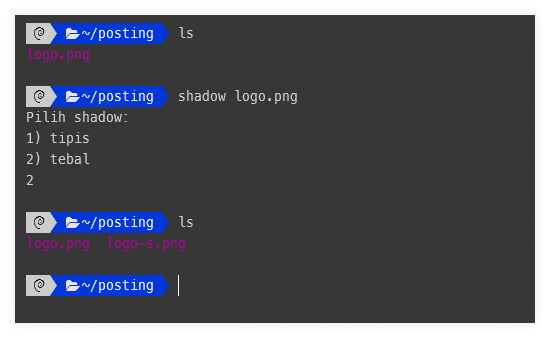 ~/posting ls
logo.png
~/posting shadow logo.png
Pilih shadow:
1) tipis
2) tebal
2
~/posting ls
logo.png logo-s.png
~/posting